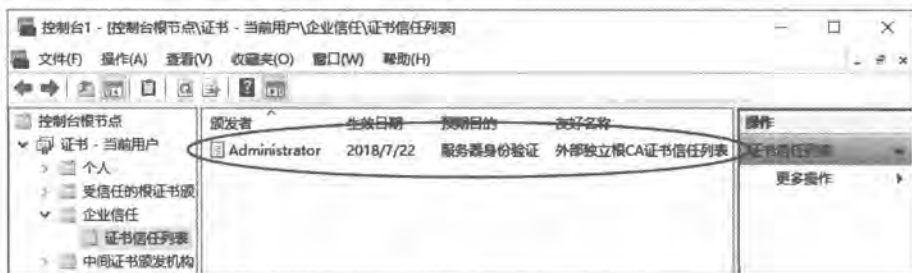 控制台1 - [控制台根节点\证书 - 当前用户\企业信任\证书信任列表]
文件(F) 操作(A) 查看(V) 收藏夹(O) 窗口(W) 帮助(H)
控制台根节点
证书 - 当前用户
个人
受信任的根证书颁
企业信任
证书信任列表
中间证书颁发机构
颁发者 生效日期 预期目的 友好名称
Administrator 2018/7/22 服务器身份验证 外部独立根CA证书信任列表
操作
证书信任列表
更多操作